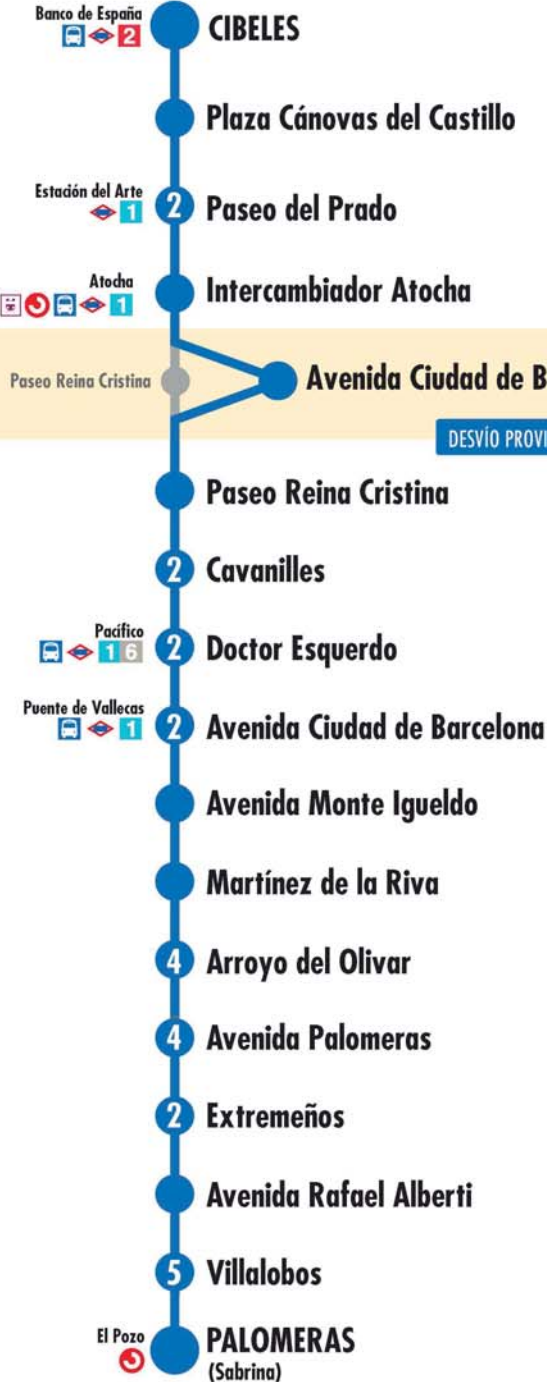 Banco de España
2
CIBELES
Plaza Cánovas del Castillo
Estación del Arte
1
2 Paseo del Prado
Atocha
1
Intercambiador Atocha
Paseo Reina Cristina
Avenida Ciudad de B
DESVÍO PROVI
Paseo Reina Cristina
2 Cavanilles
Pacífico
1 6
2 Doctor Esquerdo
Puente de Vallecas
1
2 Avenida Ciudad de Barcelona
Avenida Monte Igueldo
Martínez de la Riva
4 Arroyo del Olivar
4 Avenida Palomeras
2 Extremeños
Avenida Rafael Alberti
5 Villalobos
El Pozo
PALOMERAS
(Sabrina)